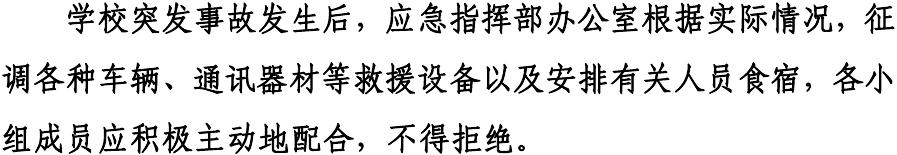 学校突发事故发生后，应急指挥部办公室根据实际情况，征
调各种车辆、通讯器材等救援设备以及安排有关人员食宿，各小
组成员应积极主动地配合，不得拒绝。